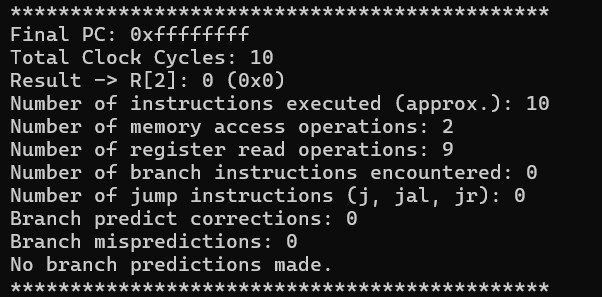 *********************************************
Final PC: 0xffffffff
Total Clock Cycles: 10
Result -> R[2]: 0 (0x0)
Number of instructions executed (approx.): 10
Number of memory access operations: 2
Number of register read operations: 9
Number of branch instructions encountered: 0
Number of jump instructions (j, jal, jr): 0
Branch predict corrections: 0
Branch mispredictions: 0
No branch predictions made.
*********************************************